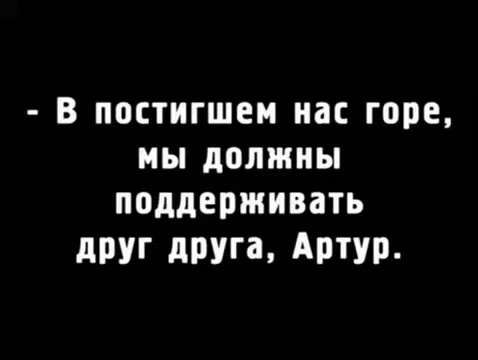 - В постигшем нас горе,
мы должны
поддерживать
друг друга, Артур.